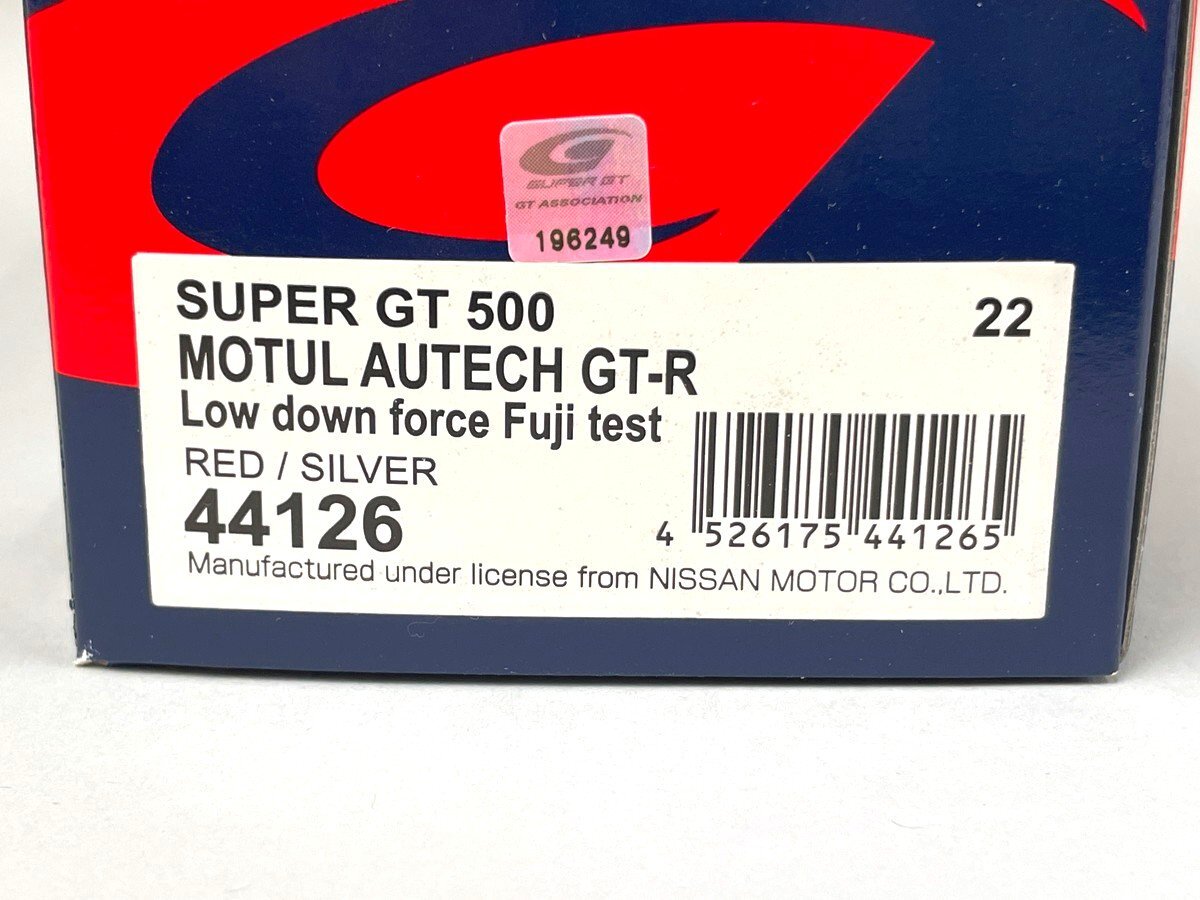 SUPER GT
GT ASSOCIATION
196249
SUPER GT 500 22
MOTUL AUTECH GT-R
Low down force Fuji test
RED / SILVER
44126
4 526175 441265
Manufactured under license from NISSAN MOTOR CO.,LTD.